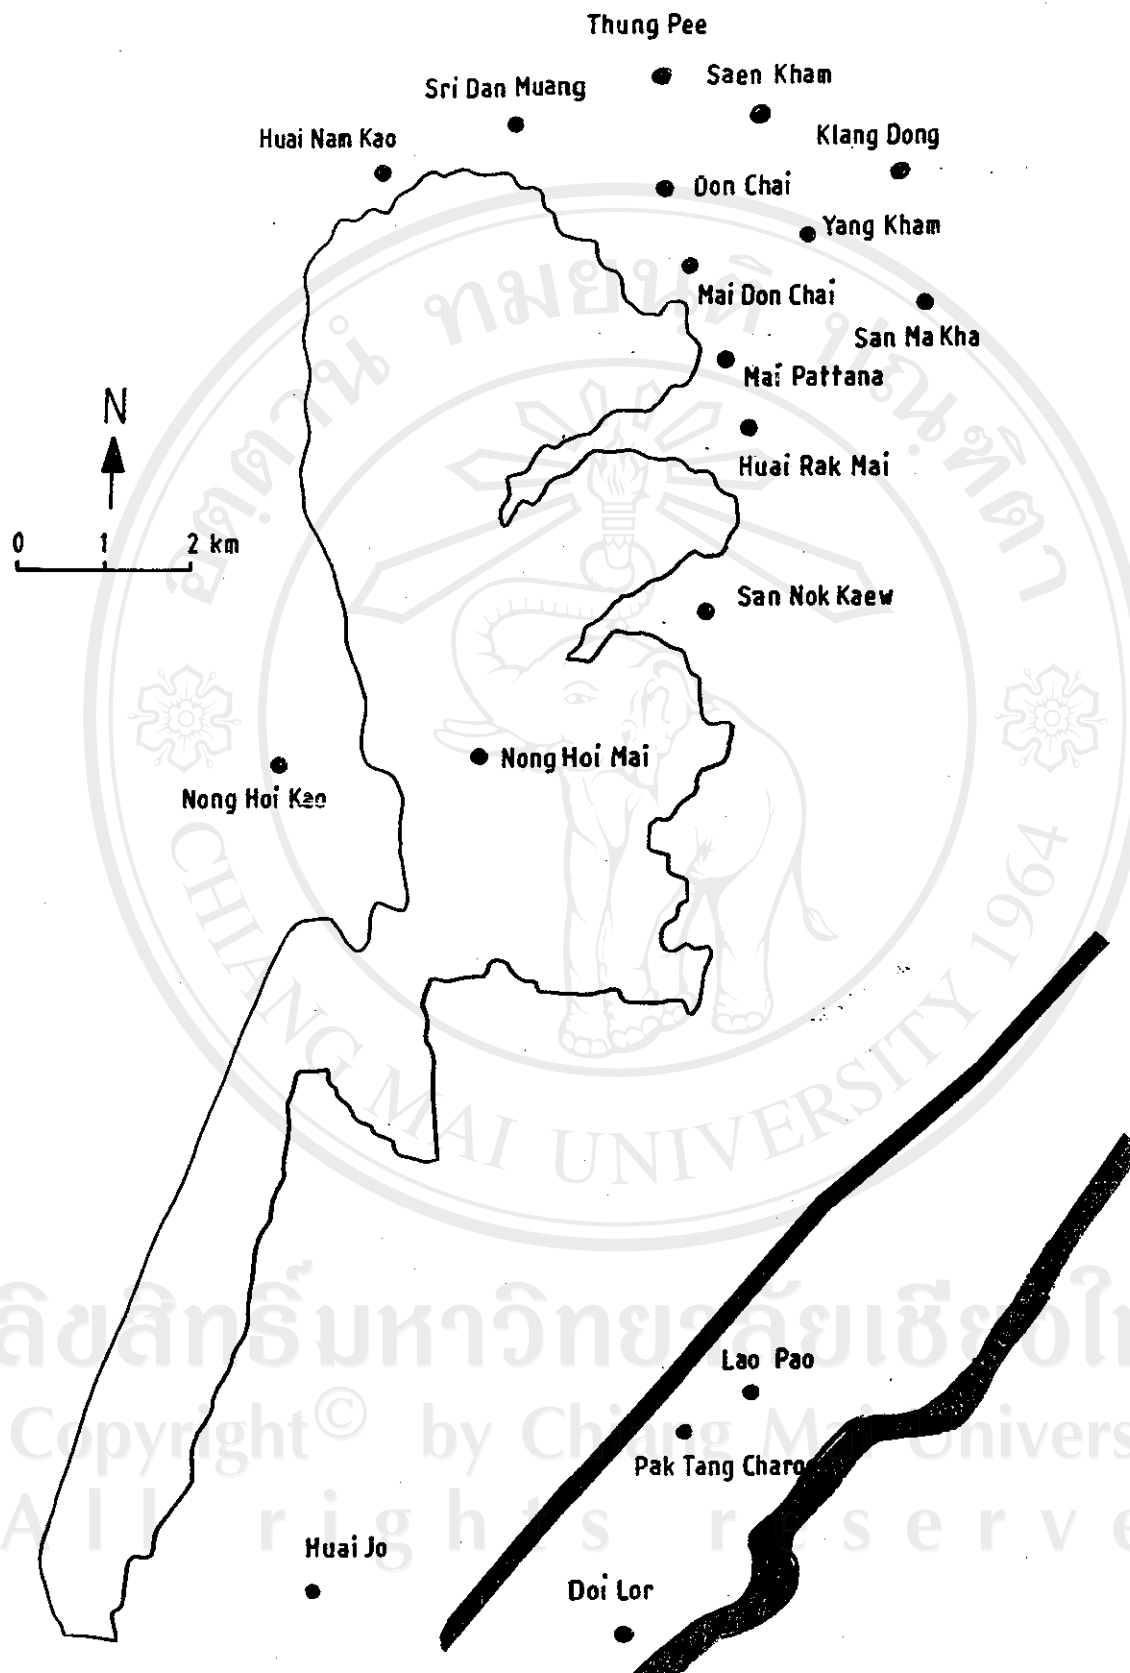 Thung Pee
Saen Kham
Sri Dan Muang
Klang Dong
Huai Nam Kao
Don Chai
Yang Kham
Mai Don Chai
San Ma Kha
Mai Pattana
N
Huai Rak Mai
0 1 2 km
San Nok Kaew
Nong Hoi Mai
Nong Hoi Kao
CHIANG MAI UNIVERSITY 1964
Lao Pao
Copyright© by Chiang Mai Univers
Pak Tang Charo
All rights reserve
Huai Jo
Doi Lor